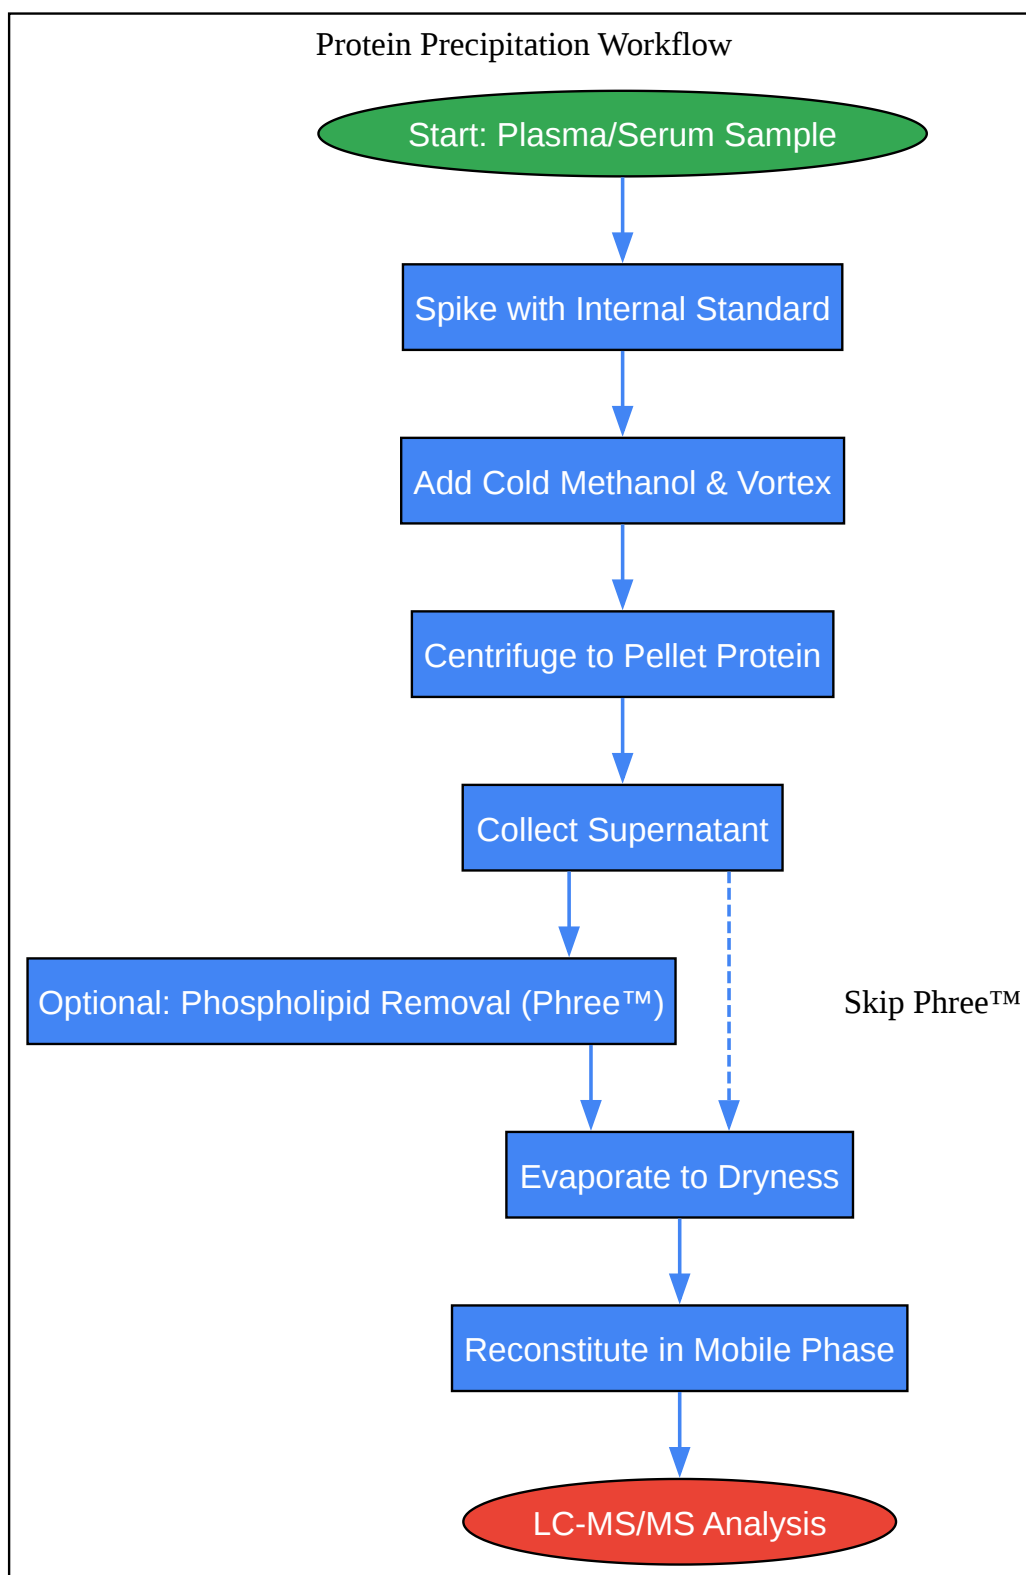 Protein Precipitation Workflow
Start: Plasma/Serum Sample
Spike with Internal Standard
Add Cold Methanol & Vortex
Centrifuge to Pellet Protein
Collect Supernatant
Optional: Phospholipid Removal (Phree™)
Skip Phree™
Evaporate to Dryness
Reconstitute in Mobile Phase
LC-MS/MS Analysis